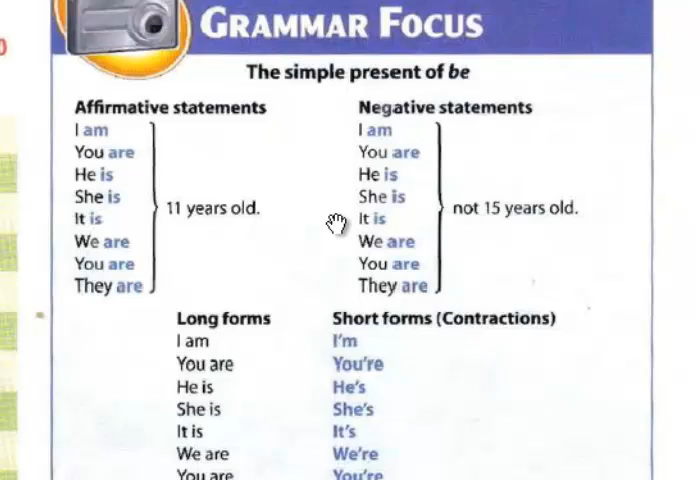 GRAMMAR FOCUS
The simple present of be
Affirmative statements
I am
You are
He is
She is
It is
We are
You are
They are
11 years old.
Negative statements
I am
You are
He is
She is
It is
We are
You are
They are
not 15 years old.
Long forms Short forms (Contractions)
I am I'm
You are You're
He is He's
She is She's
It is It's
We are We're
You are You're
0